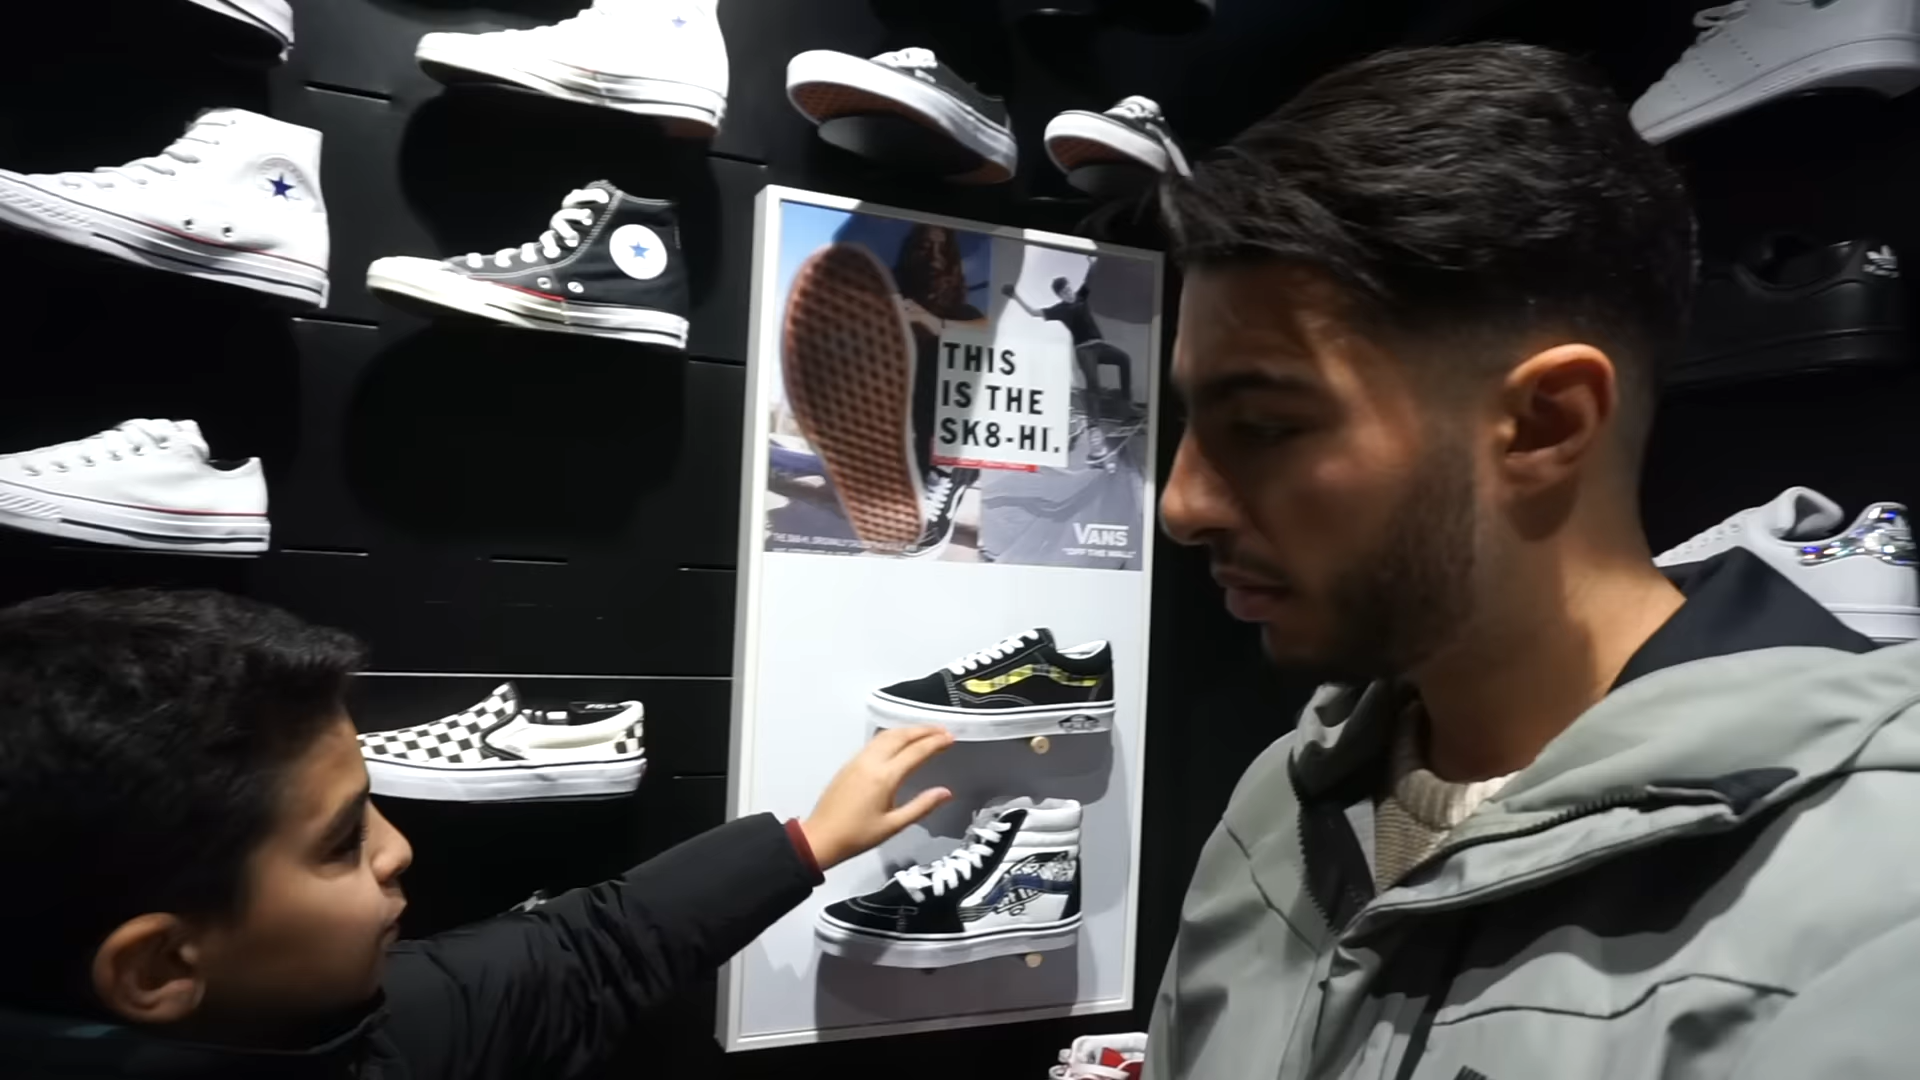 THIS
IS THE
SK8-HI.
VANS
"OFF THE WALL"